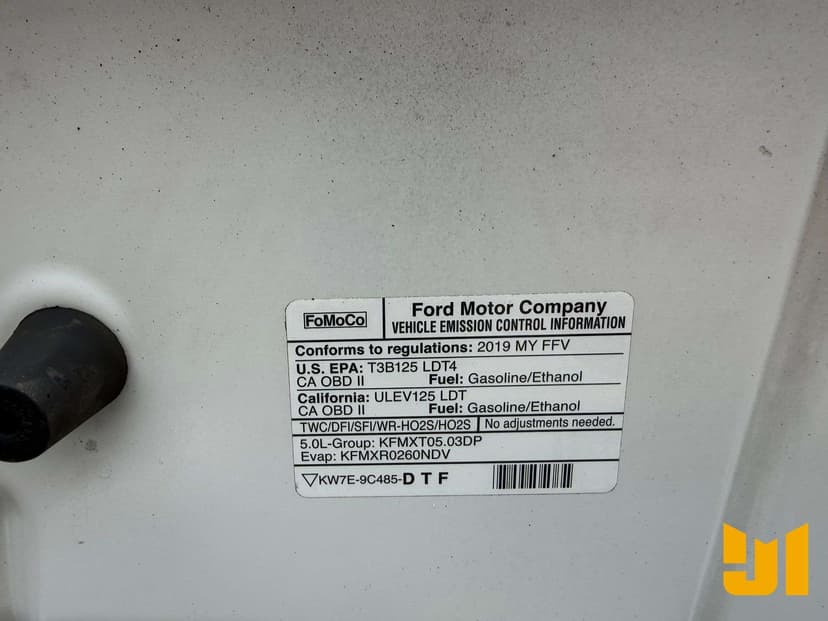 FoMoCo
Ford Motor Company
VEHICLE EMISSION CONTROL INFORMATION
Conforms to regulations: 2019 MY FFV
U.S. EPA: T3B125 LDT4
CA OBD II Fuel: Gasoline/Ethanol
California: ULEV125 LDT
CA OBD II Fuel: Gasoline/Ethanol
TWC/DFI/SFI/WR-HO2S/HO2S No adjustments needed.
5.0L-Group: KFMXT05.03DP
Evap: KFMXR0260NDV
KW7E-9C485-D T F